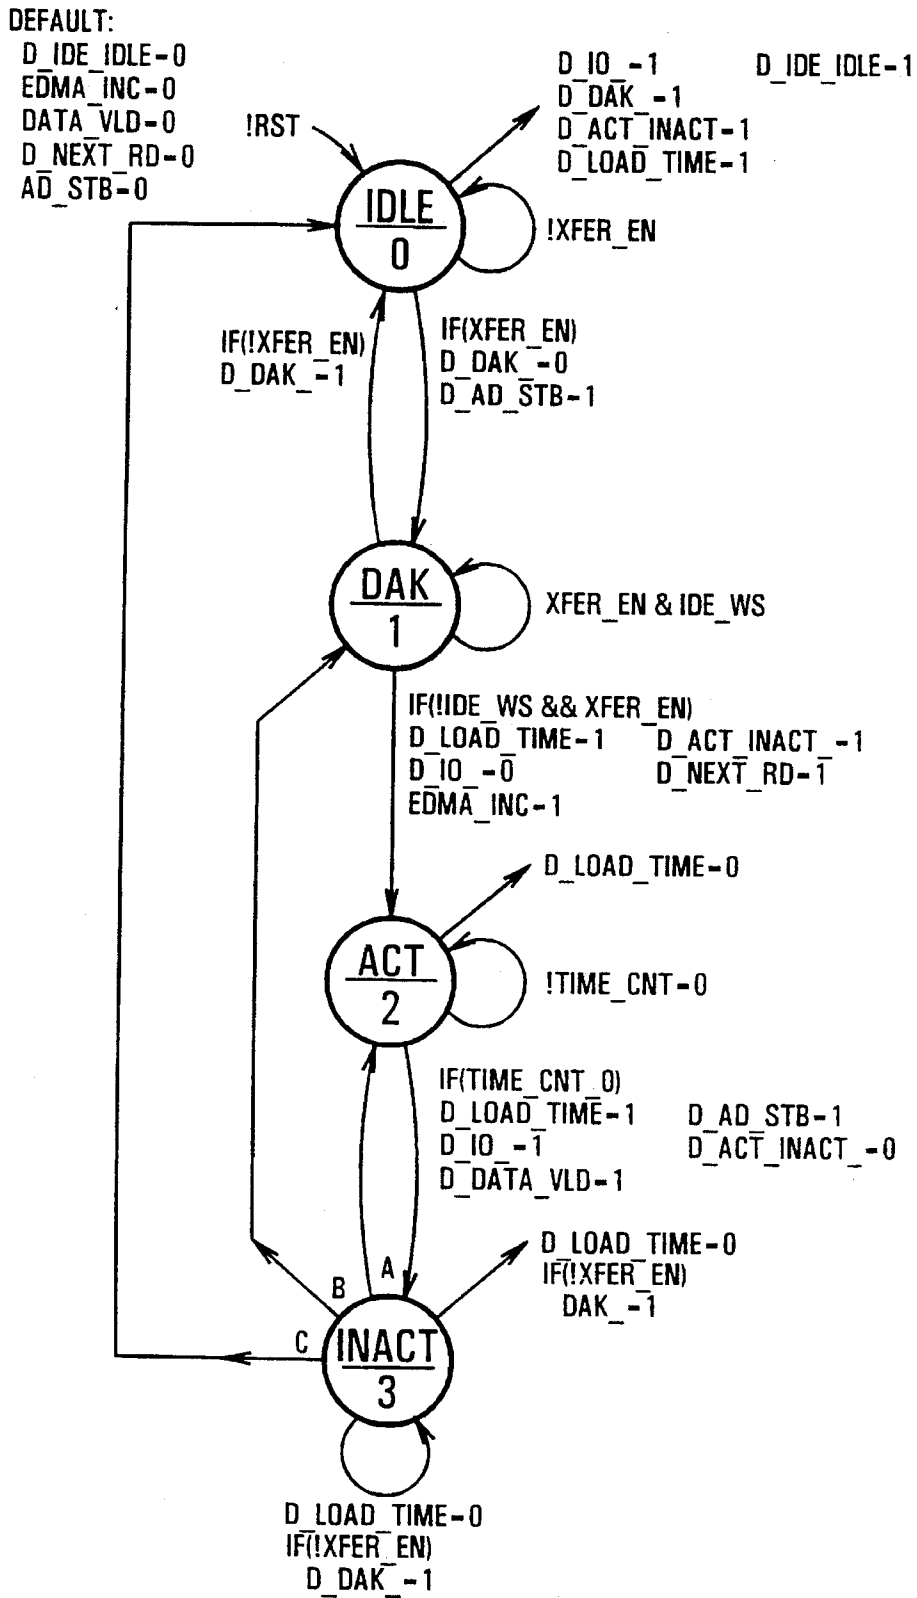 DEFAULT:
D_IDE_IDLE-0
EDMA_INC-0
DATA_VLD-0
D_NEXT_RD-0
AD_STB-0
!RST
D_IO_-1 D_IDE_IDLE-1
D_DAK_-1
D_ACT_INACT-1
D_LOAD_TIME-1
IDLE
0
!XFER_EN
IF(!XFER_EN)
D_DAK_-1
IF(XFER_EN)
D_DAK_-0
D_AD_STB-1
DAK
1
XFER_EN & IDE_WS
IF(!IDE_WS && XFER_EN)
D_LOAD_TIME-1 D_ACT_INACT_-1
D_IO_-0 D_NEXT_RD-1
EDMA_INC-1
D_LOAD_TIME-0
ACT
2
!TIME_CNT-0
IF(TIME_CNT_0)
D_LOAD_TIME-1 D_AD_STB-1
D_IO_-1 D_ACT_INACT_-0
D_DATA_VLD-1
D_LOAD_TIME-0
IF(!XFER_EN)
DAK_-1
A
B
C
INACT
3
D_LOAD_TIME-0
IF(!XFER_EN)
D_DAK_-1